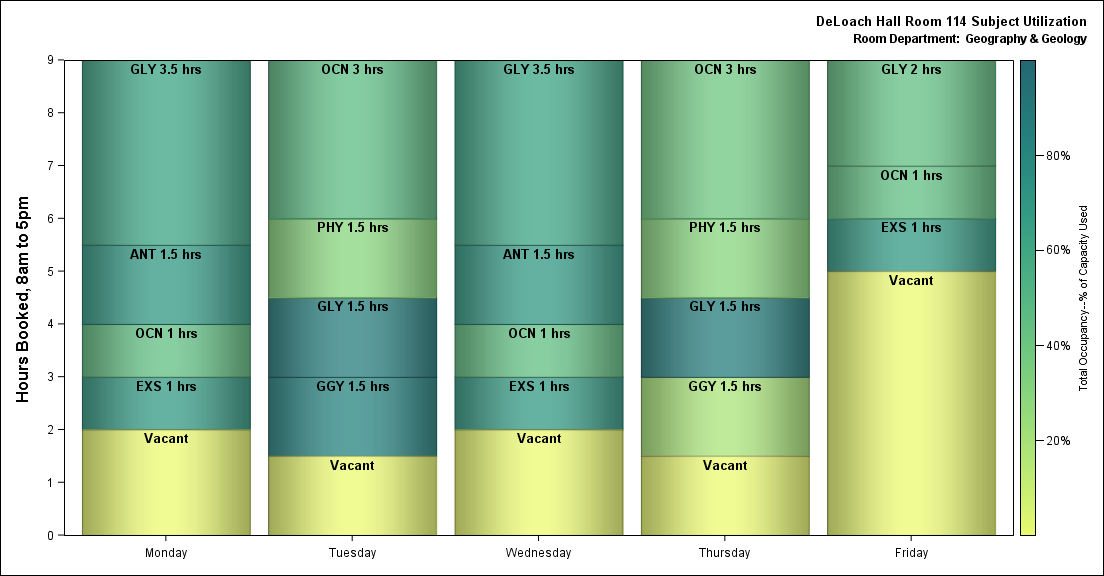 DeLoach Hall Room 114 Subject Utilization
Room Department: Geography & Geology
Hours Booked, 8am to 5pm
9
8
7
6
5
4
3
2
1
0
GLY 3.5 hrs
ANT 1.5 hrs
OCN 1 hrs
EXS 1 hrs
Vacant
Monday
OCN 3 hrs
PHY 1.5 hrs
GLY 1.5 hrs
GGY 1.5 hrs
Vacant
Tuesday
GLY 3.5 hrs
ANT 1.5 hrs
OCN 1 hrs
EXS 1 hrs
Vacant
Wednesday
OCN 3 hrs
PHY 1.5 hrs
GLY 1.5 hrs
GGY 1.5 hrs
Vacant
Thursday
GLY 2 hrs
OCN 1 hrs
EXS 1 hrs
Vacant
Friday
80%
60%
40%
20%
Total Occupancy--% of Capacity Used